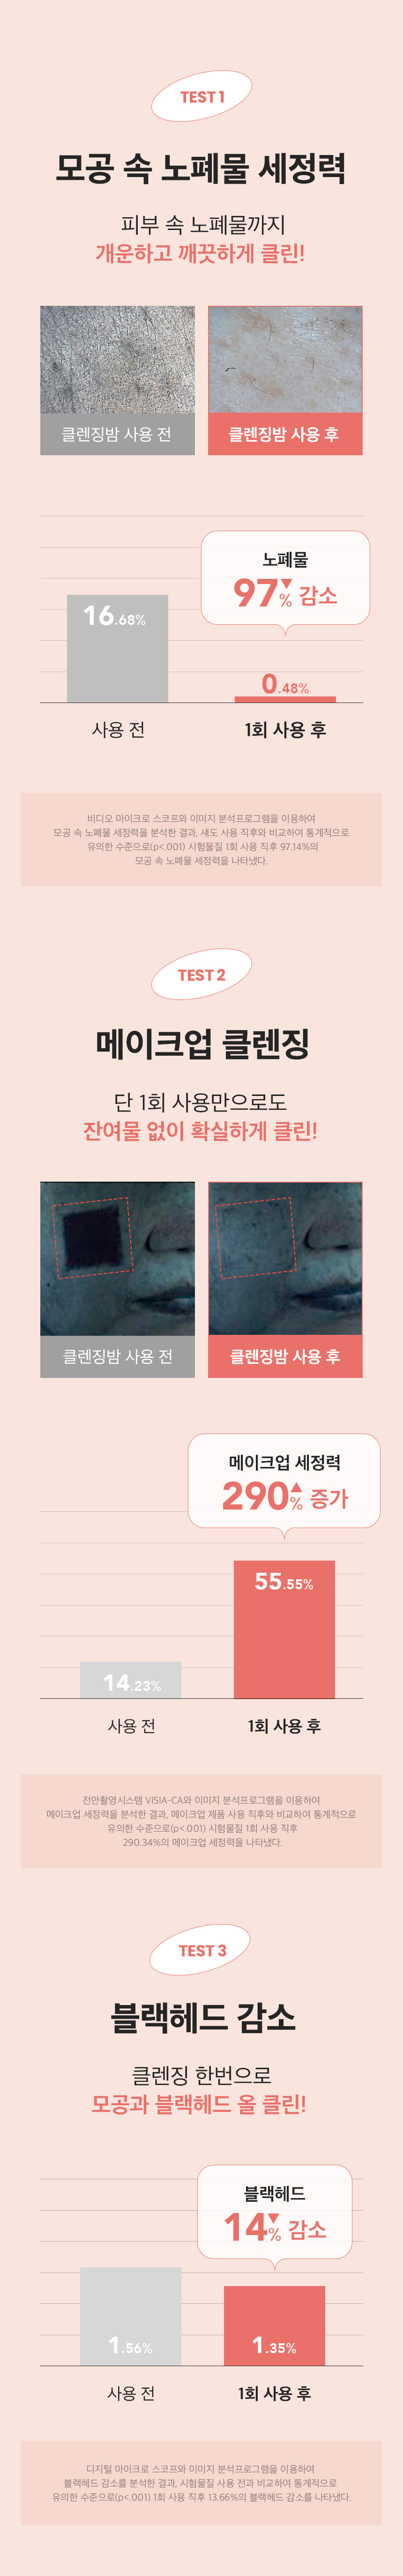 TEST 1
모공 속 노폐물 세정력
피부 속 노폐물까지
개운하고 깨끗하게 클린!
클렌징밤 사용 전
클렌징밤 사용 후
노폐물
97% 감소
16.68%
0.48%
사용 전
1회 사용 후
비디오 마이크로 스코프와 이미지 분석프로그램을 이용하여
모공 속 노폐물 세정력을 분석한 결과, 섀도 사용 직후와 비교하여 통계적으로
유의한 수준으로(p<.001) 시험물질 1회 사용 직후 97.14%의
모공 속 노폐물 세정력을 나타냈다.
TEST 2
메이크업 클렌징
단 1회 사용만으로도
잔여물 없이 확실하게 클린!
클렌징밤 사용 전
클렌징밤 사용 후
메이크업 세정력
290% 증가
55.55%
14.23%
사용 전
1회 사용 후
전안촬영시스템 VISIA-CA와 이미지 분석프로그램을 이용하여
메이크업 세정력을 분석한 결과, 메이크업 제품 사용 직후와 비교하여 통계적으로
유의한 수준으로(p<.001) 시험물질 1회 사용 직후
290.34%의 메이크업 세정력을 나타냈다.
TEST 3
블랙헤드 감소
클렌징 한번으로
모공과 블랙헤드 올 클린!
블랙헤드
14% 감소
1.56%
1.35%
사용 전
1회 사용 후
디지털 마이크로 스코프와 이미지 분석프로그램을 이용하여
블랙헤드 감소를 분석한 결과, 시험물질 사용 전과 비교하여 통계적으로
유의한 수준으로(p<.001) 1회 사용 직후 13.66%의 블랙헤드 감소를 나타냈다.